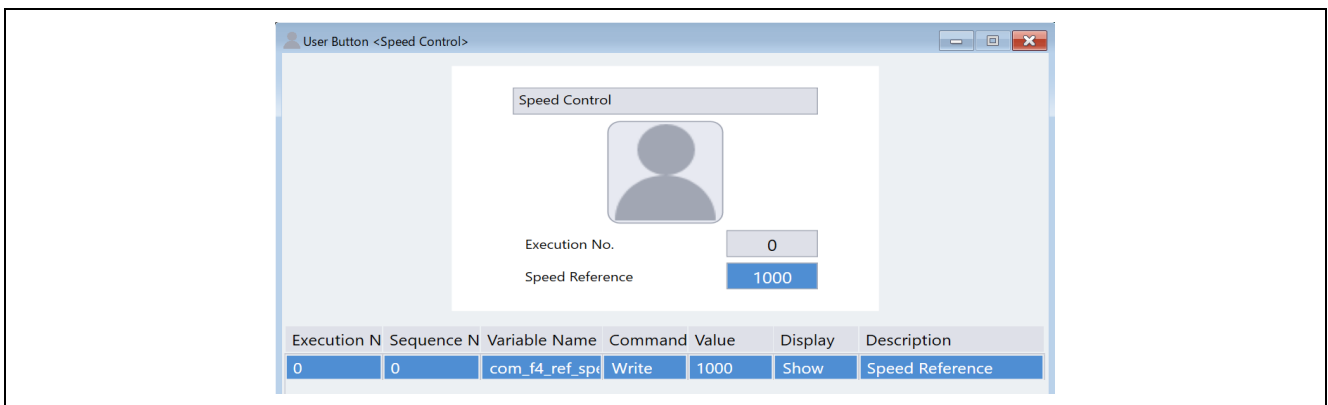 User Button <Speed Control>
Speed Control
Execution No. 0
Speed Reference 1000
Execution N Sequence N Variable Name Command Value Display Description
0 0 com_f4_ref_spe Write 1000 Show Speed Reference